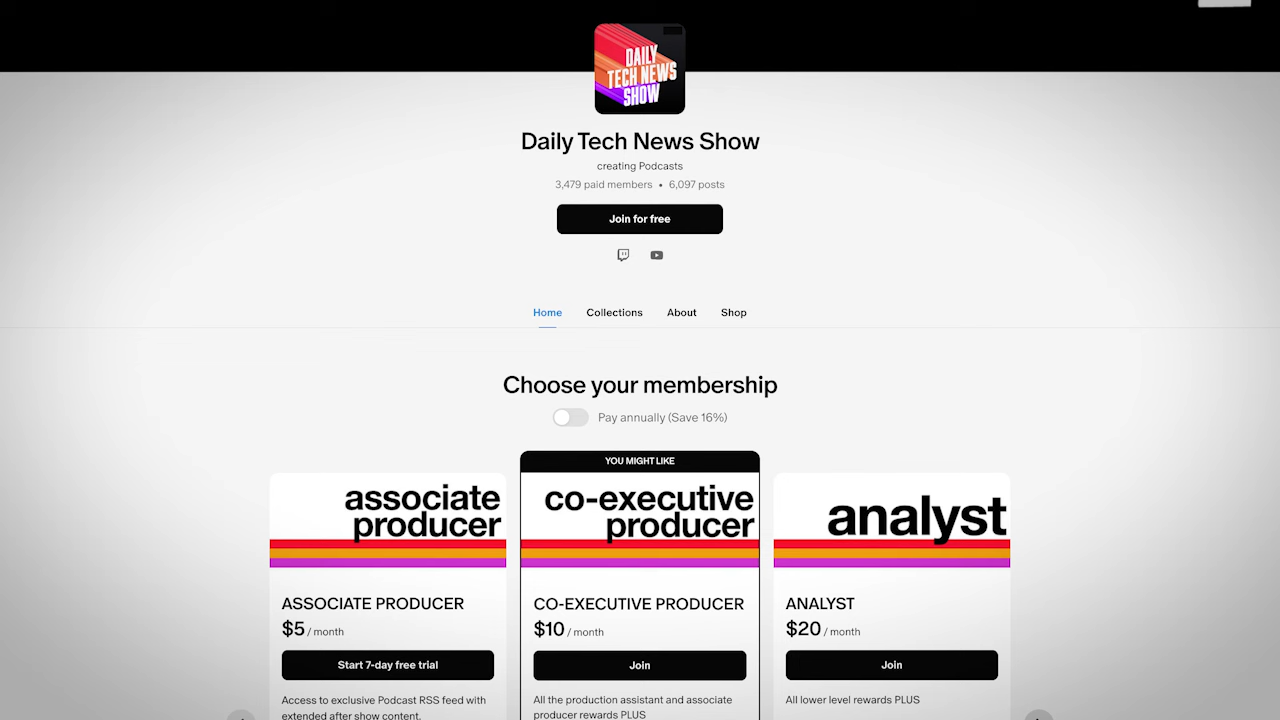 DAILY
TECH NEWS
SHOW
Daily Tech News Show
creating Podcasts
3,479 paid members • 6,097 posts
Join for free
Home Collections About Shop
Choose your membership
Pay annually (Save 16%)
associate
producer
ASSOCIATE PRODUCER
$5 / month
Start 7-day free trial
Access to exclusive Podcast RSS feed with
extended after show content.
YOU MIGHT LIKE
co-executive
producer
CO-EXECUTIVE PRODUCER
$10 / month
Join
All the production assistant and associate
producer rewards PLUS
analyst
ANALYST
$20 / month
Join
All lower level rewards PLUS